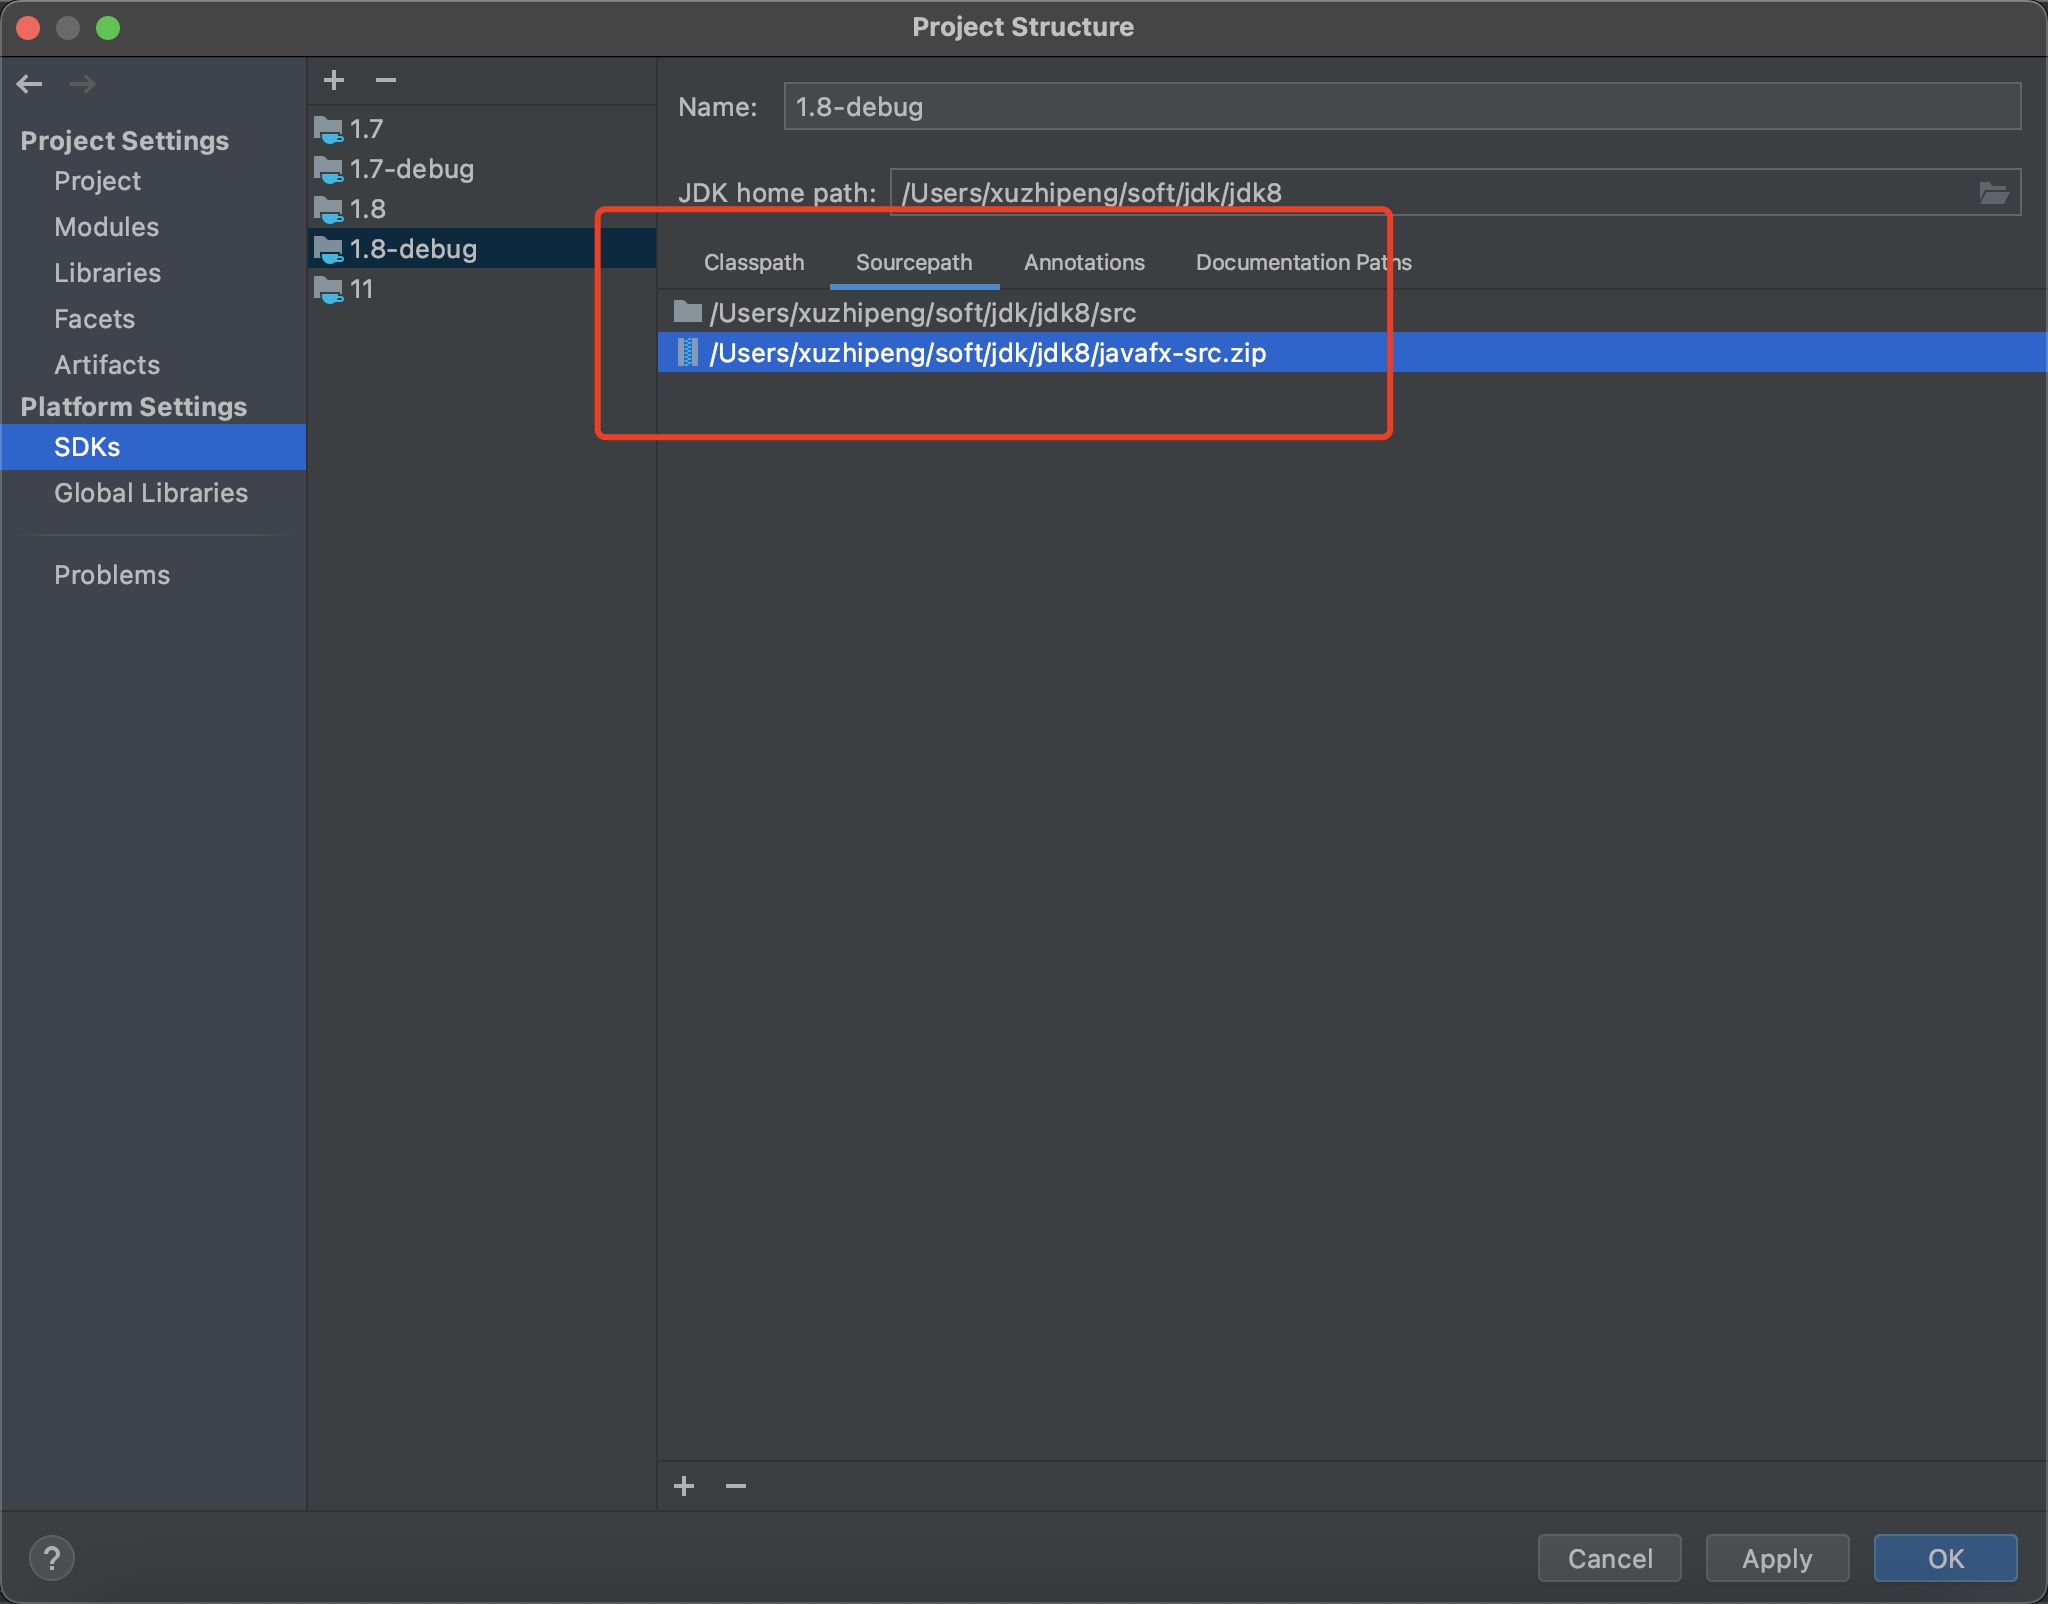 Project Structure
Project Settings
Project
Modules
Libraries
Facets
Artifacts
Platform Settings
SDKs
Global Libraries
Problems
1.7
1.7-debug
1.8
1.8-debug
11
Name: 1.8-debug
JDK home path: /Users/xuzhipeng/soft/jdk/jdk8
Classpath Sourcepath Annotations Documentation Paths
/Users/xuzhipeng/soft/jdk/jdk8/src
/Users/xuzhipeng/soft/jdk/jdk8/javafx-src.zip
? Cancel Apply OK